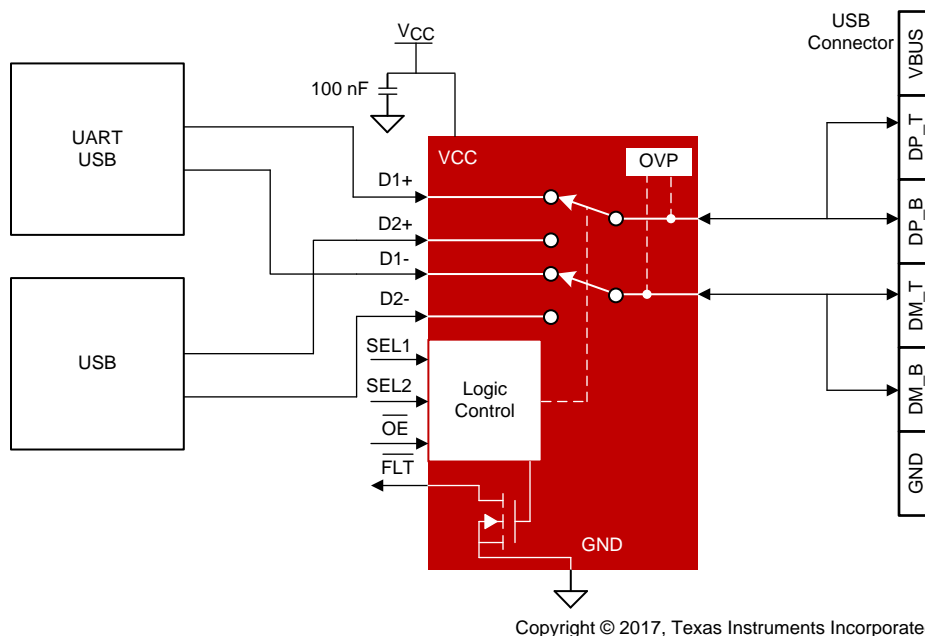 USB
Connector
VCC
100 nF
UART
USB
VCC
OVP
D1+
D2+
D1-
D2-
USB
SEL1
SEL2
OE
FLT
Logic
Control
GND
VBUS
DP_T
DP_B
DM_T
DM_B
GND
Copyright © 2017, Texas Instruments Incorporate